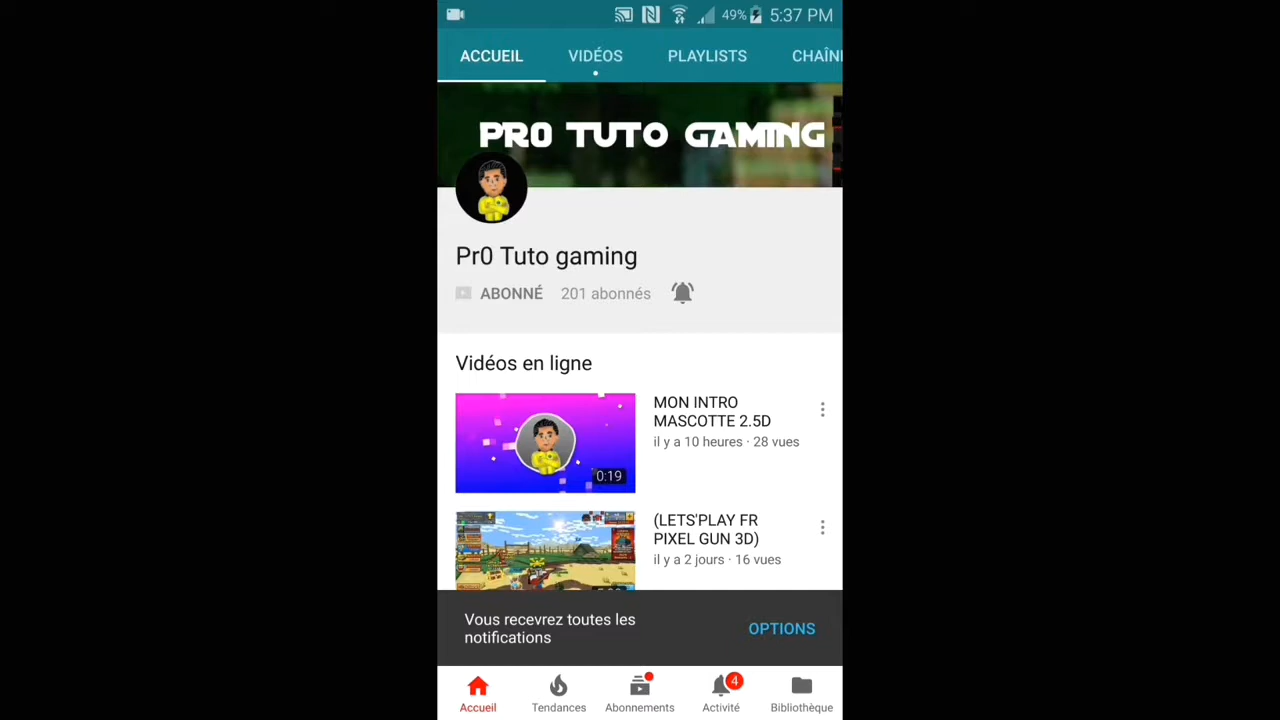 49% 5:37 PM
ACCUEIL VIDÉOS PLAYLISTS CHAÎN
PR0 TUTO GAMING
Pr0 Tuto gaming
ABONNÉ 201 abonnés
Vidéos en ligne
MON INTRO
MASCOTTE 2.5D
il y a 10 heures · 28 vues
0:19
(LETS'PLAY FR
PIXEL GUN 3D)
il y a 2 jours · 16 vues
Vous recevrez toutes les
notifications
OPTIONS
4
Accueil Tendances Abonnements Activité Bibliothèque